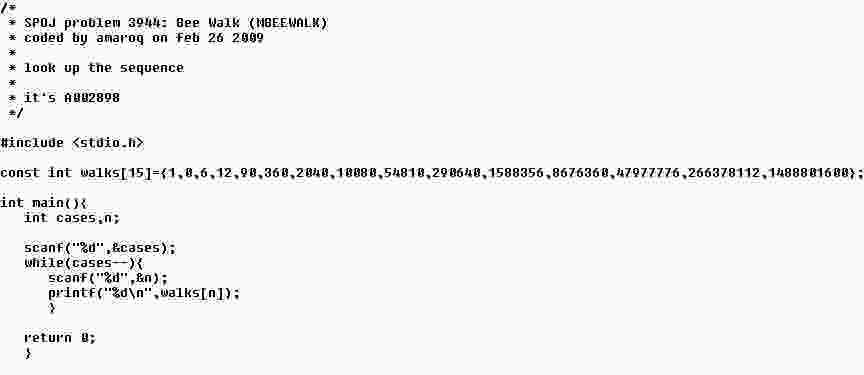 /*
 * SPOJ problem 3944: Bee Walk (MBEEWALK)
 * coded by amaroq on feb 26 2009
 *
 * look up the sequence
 *
 * it's A002898
 */
#include <stdio.h>
const int walks[15]={1,0,6,12,90,360,2040,10080,54810,290640,1588356,8676360,47977776,266378112,1488801600};
int main(){
   int cases,n;
   scanf("%d",&cases);
   while(cases--){
      scanf("%d",&n);
      printf("%d\n",walks[n]);
      }
   return 0;
   }